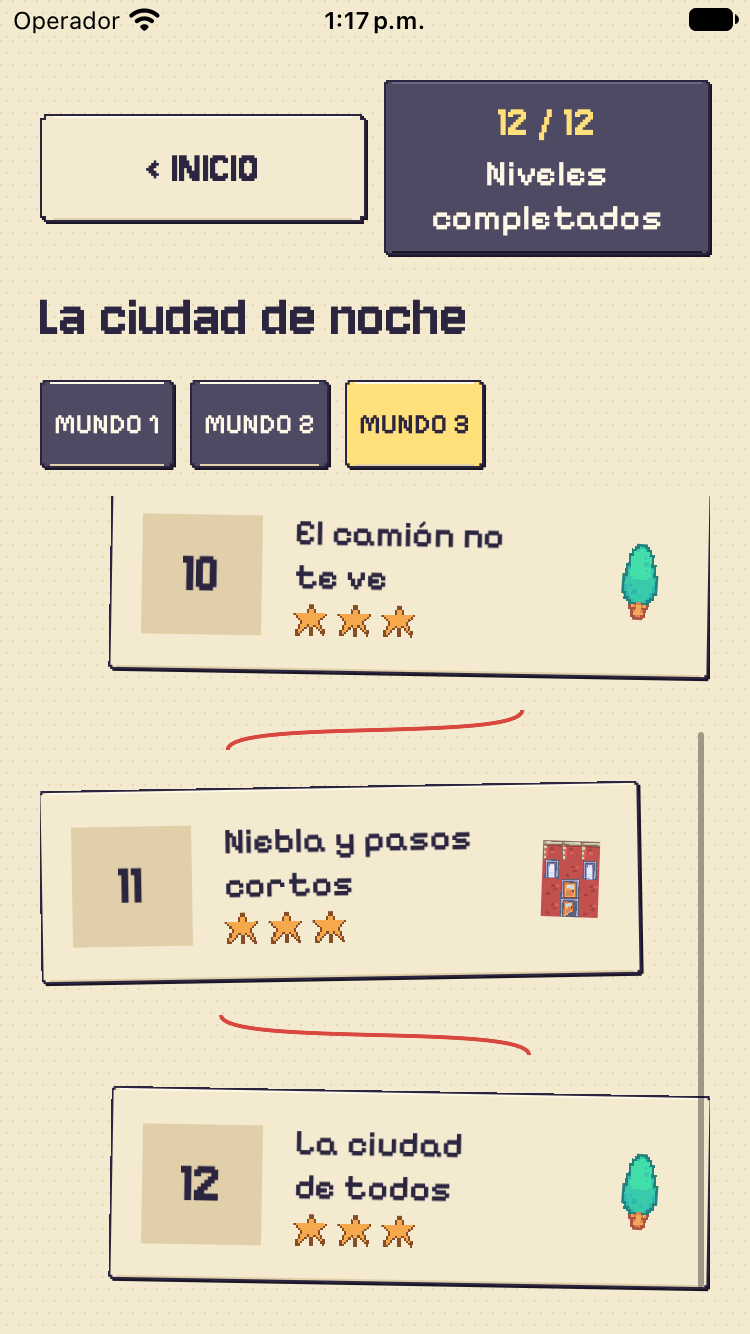 Operador
1:17 p.m.
‹ INICIO
12 / 12
Niveles
completados
La ciudad de noche
MUNDO 1
MUNDO 2
MUNDO 3
10
El camión no
te ve
11
Niebla y pasos
cortos
12
La ciudad
de todos